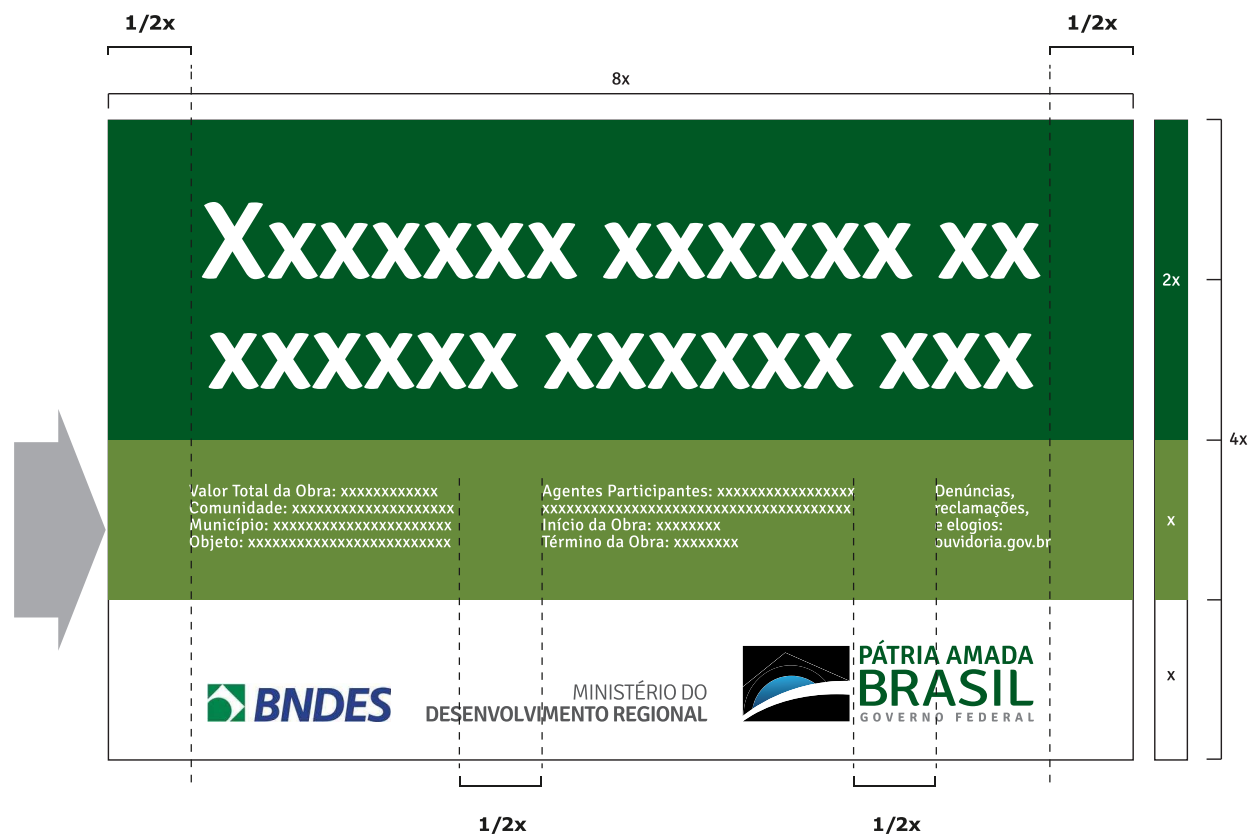 1/2x
1/2x
8x
Xxxxxxxx xxxxxx xx
xxxxxx xxxxxx xxx
2x
4x
Valor Total da Obra: xxxxxxxxxxxx
Comunidade: xxxxxxxxxxxxxxxxxxxx
Município: xxxxxxxxxxxxxxxxxxxxxx
Objeto: xxxxxxxxxxxxxxxxxxxxxxxxx
Agentes Participantes: xxxxxxxxxxxxxxxxx
xxxxxxxxxxxxxxxxxxxxxxxxxxxxxxxxxxxxxx
Início da Obra: xxxxxxxx
Término da Obra: xxxxxxxx
Denúncias,
reclamações,
e elogios:
ouvidoria.gov.br
x
BNDES
MINISTÉRIO DO
DESENVOLVIMENTO REGIONAL
PÁTRIA AMADA
BRASIL
GOVERNO FEDERAL
x
1/2x
1/2x